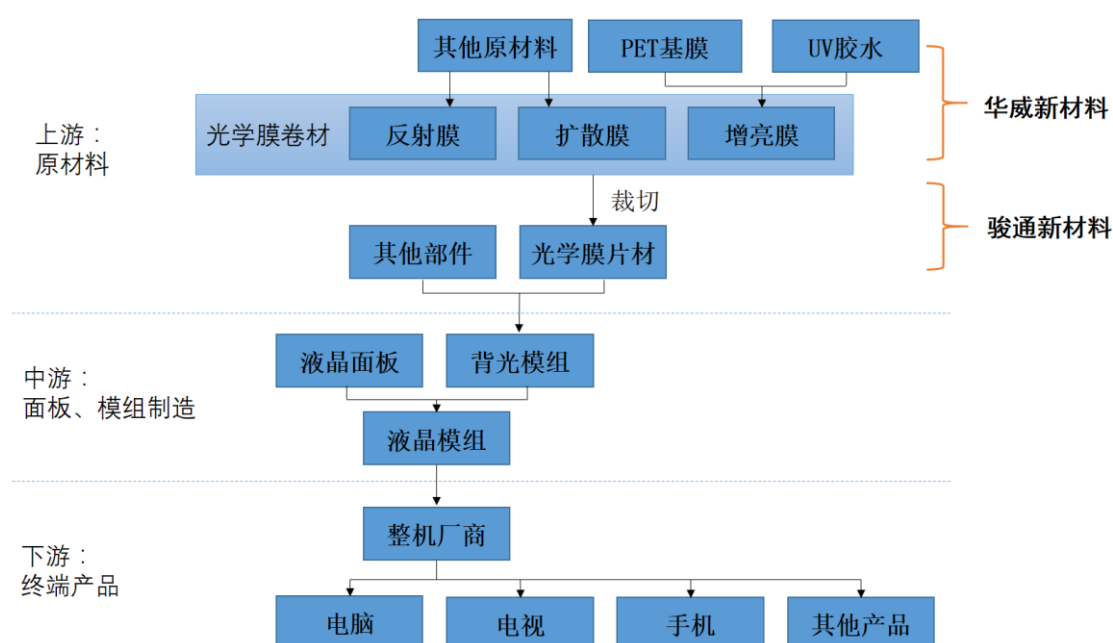 其他原材料
PET基膜
UV胶水
华威新材料
上游：
原材料
光学膜卷材
反射膜
扩散膜
增亮膜
裁切
骏通新材料
其他部件
光学膜片材
中游：
面板、模组制造
液晶面板
背光模组
液晶模组
下游：
终端产品
整机厂商
电脑
电视
手机
其他产品